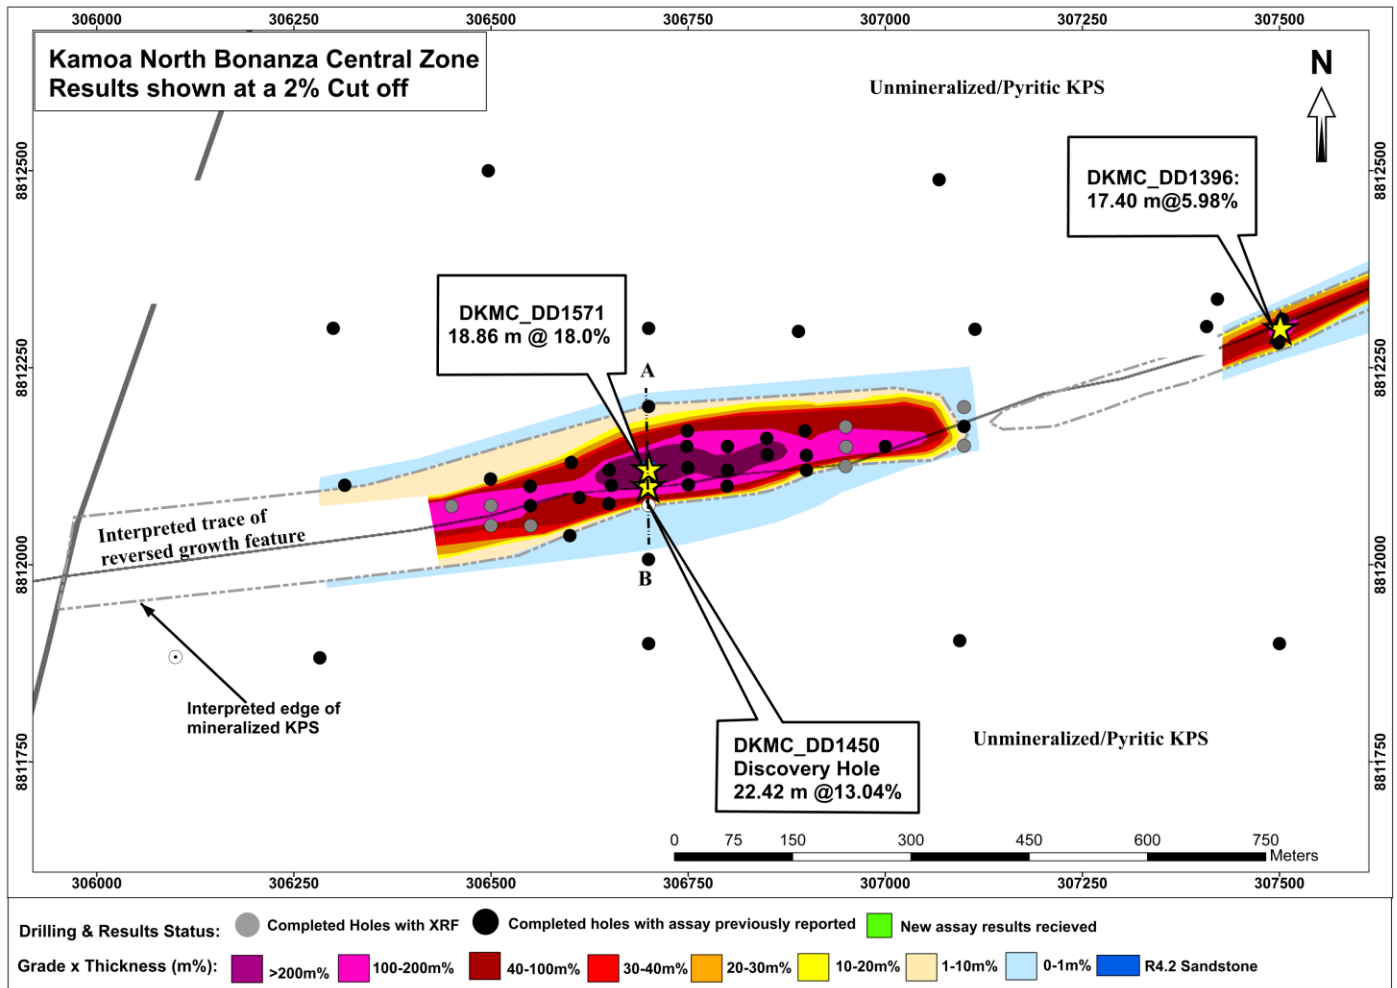 306000 306250 306500 306750 307000 307250 307500
Kamoa North Bonanza Central Zone
Results shown at a 2% Cut off
Unmineralized/Pyritic KPS
N
8812500
8812500
DKMC_DD1396:
17.40 m@5.98%
DKMC_DD1571
18.86 m @ 18.0%
8812250
8812250
A
Interpreted trace of
reversed growth feature
8812000
8812000
B
Interpreted edge of
mineralized KPS
DKMC_DD1450
Discovery Hole
22.42 m @13.04%
Unmineralized/Pyritic KPS
8811750
8811750
0 75 150 300 450 600 750
Meters
306000 306250 306500 306750 307000 307250 307500
Drilling & Results Status: Completed Holes with XRF Completed holes with assay previously reported New assay results recieved
Grade x Thickness (m%): >200m% 100-200m% 40-100m% 30-40m% 20-30m% 10-20m% 1-10m% 0-1m% R4.2 Sandstone